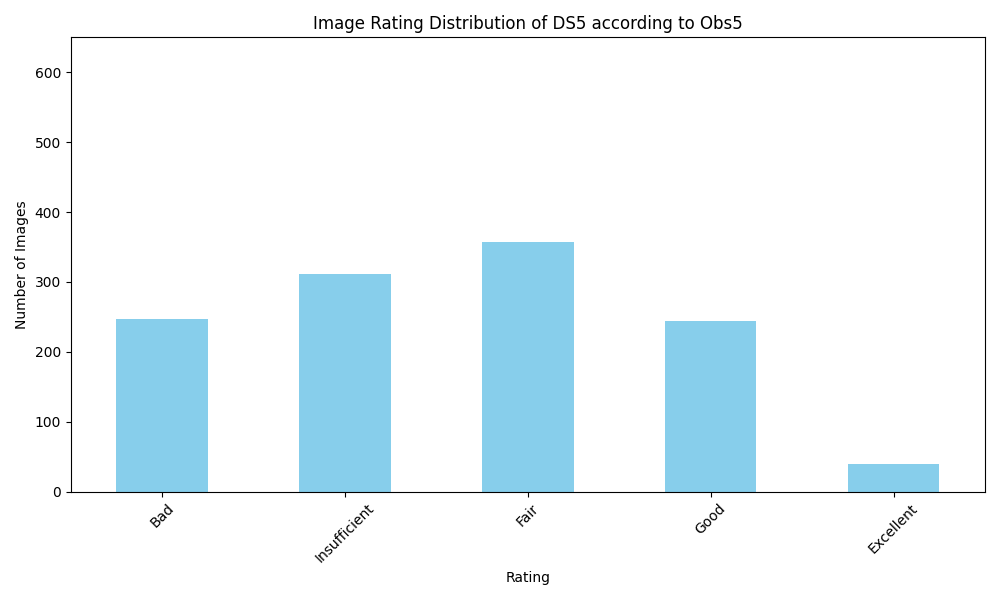 Image Rating Distribution of DS5 according to Obs5
600
500
400
300
200
100
0
Number of Images
Bad
Insufficient
Fair
Good
Excellent
Rating